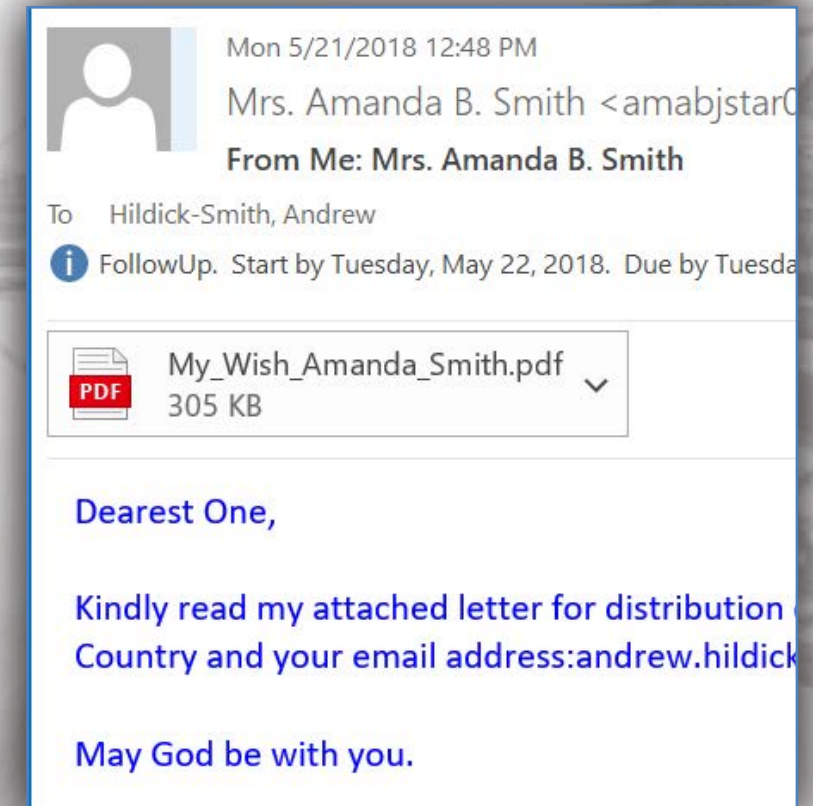 Mon 5/21/2018 12:48 PM
Mrs. Amanda B. Smith <amabjstar
From Me: Mrs. Amanda B. Smith
To Hildick-Smith, Andrew
FollowUp. Start by Tuesday, May 22, 2018. Due by Tuesda
PDF
My_Wish_Amanda_Smith.pdf
305 KB
Dearest One,
Kindly read my attached letter for distribution
Country and your email address:andrew.hildick
May God be with you.